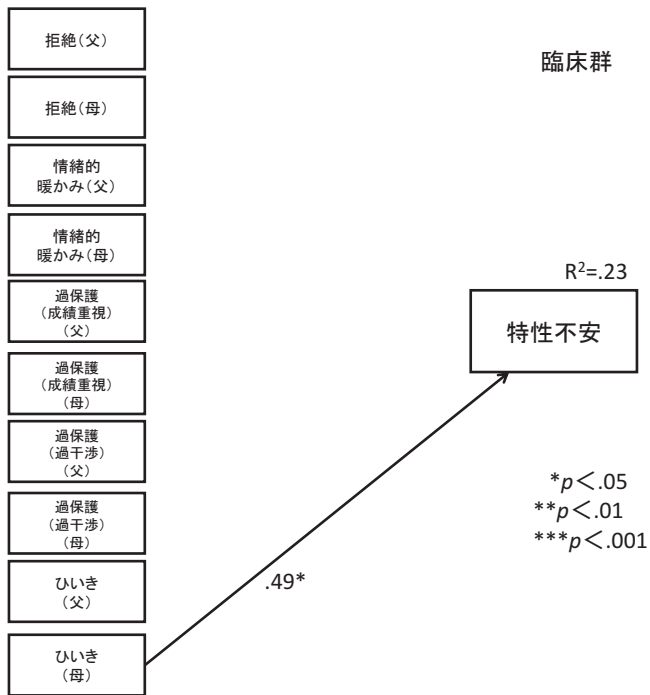 拒絶(父)
臨床群
拒絶(母)
情緒的
暖かみ(父)
情緒的
暖かみ(母)
R²=.23
過保護
(成績重視)
(父)
特性不安
過保護
(成績重視)
(母)
過保護
(過干渉)
(父)
*p＜.05
**p＜.01
***p＜.001
過保護
(過干渉)
(母)
ひいき
(父)
.49*
ひいき
(母)